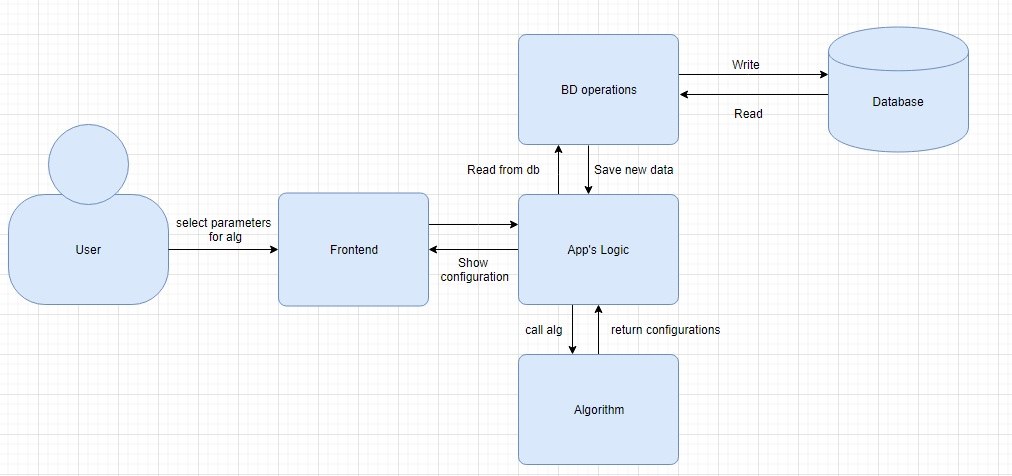 Write
BD operations
Database
Read
Read from db
Save new data
select parameters
for alg
User
Frontend
App's Logic
Show
configuration
call alg
return configurations
Algorithm